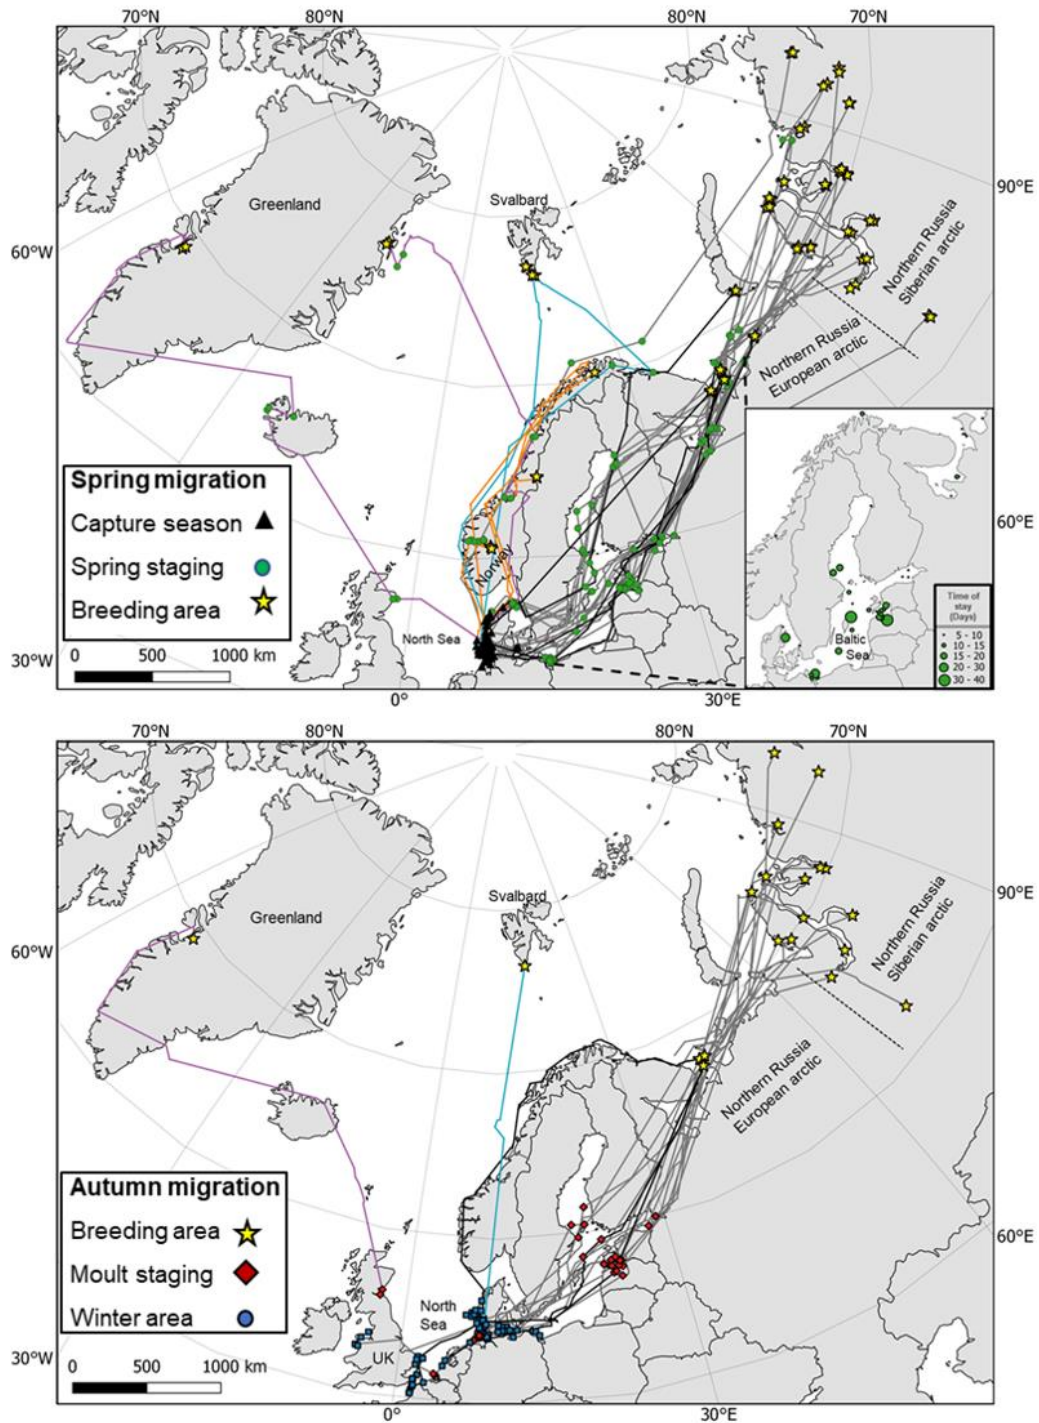 70°N
80°N
80°N
70°N
Greenland
Svalbard
90°E
60°W
Northern Russia
Siberian arctic
Northern Russia
European arctic
Spring migration
Capture season
Spring staging
Breeding area
0
500
1000 km
Norway
North Sea
60°E
Baltic
Sea
Time of
stay
(Days)
5 - 10
10 - 15
15 - 20
20 - 30
30 - 40
30°W
0°
30°E
70°N
80°N
80°N
70°N
Greenland
Svalbard
90°E
60°W
Northern Russia
Siberian arctic
Northern Russia
European arctic
Autumn migration
Breeding area
Moult staging
Winter area
0
500
1000 km
North
Sea
UK
60°E
30°W
0°
30°E